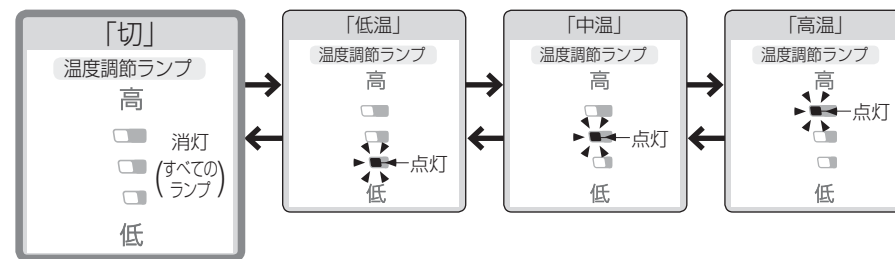 「切」
温度調節ランプ
高
消灯
(すべての
ランプ)
低
「低温」
温度調節ランプ
高
点灯
低
「中温」
温度調節ランプ
高
点灯
低
「高温」
温度調節ランプ
高
点灯
低